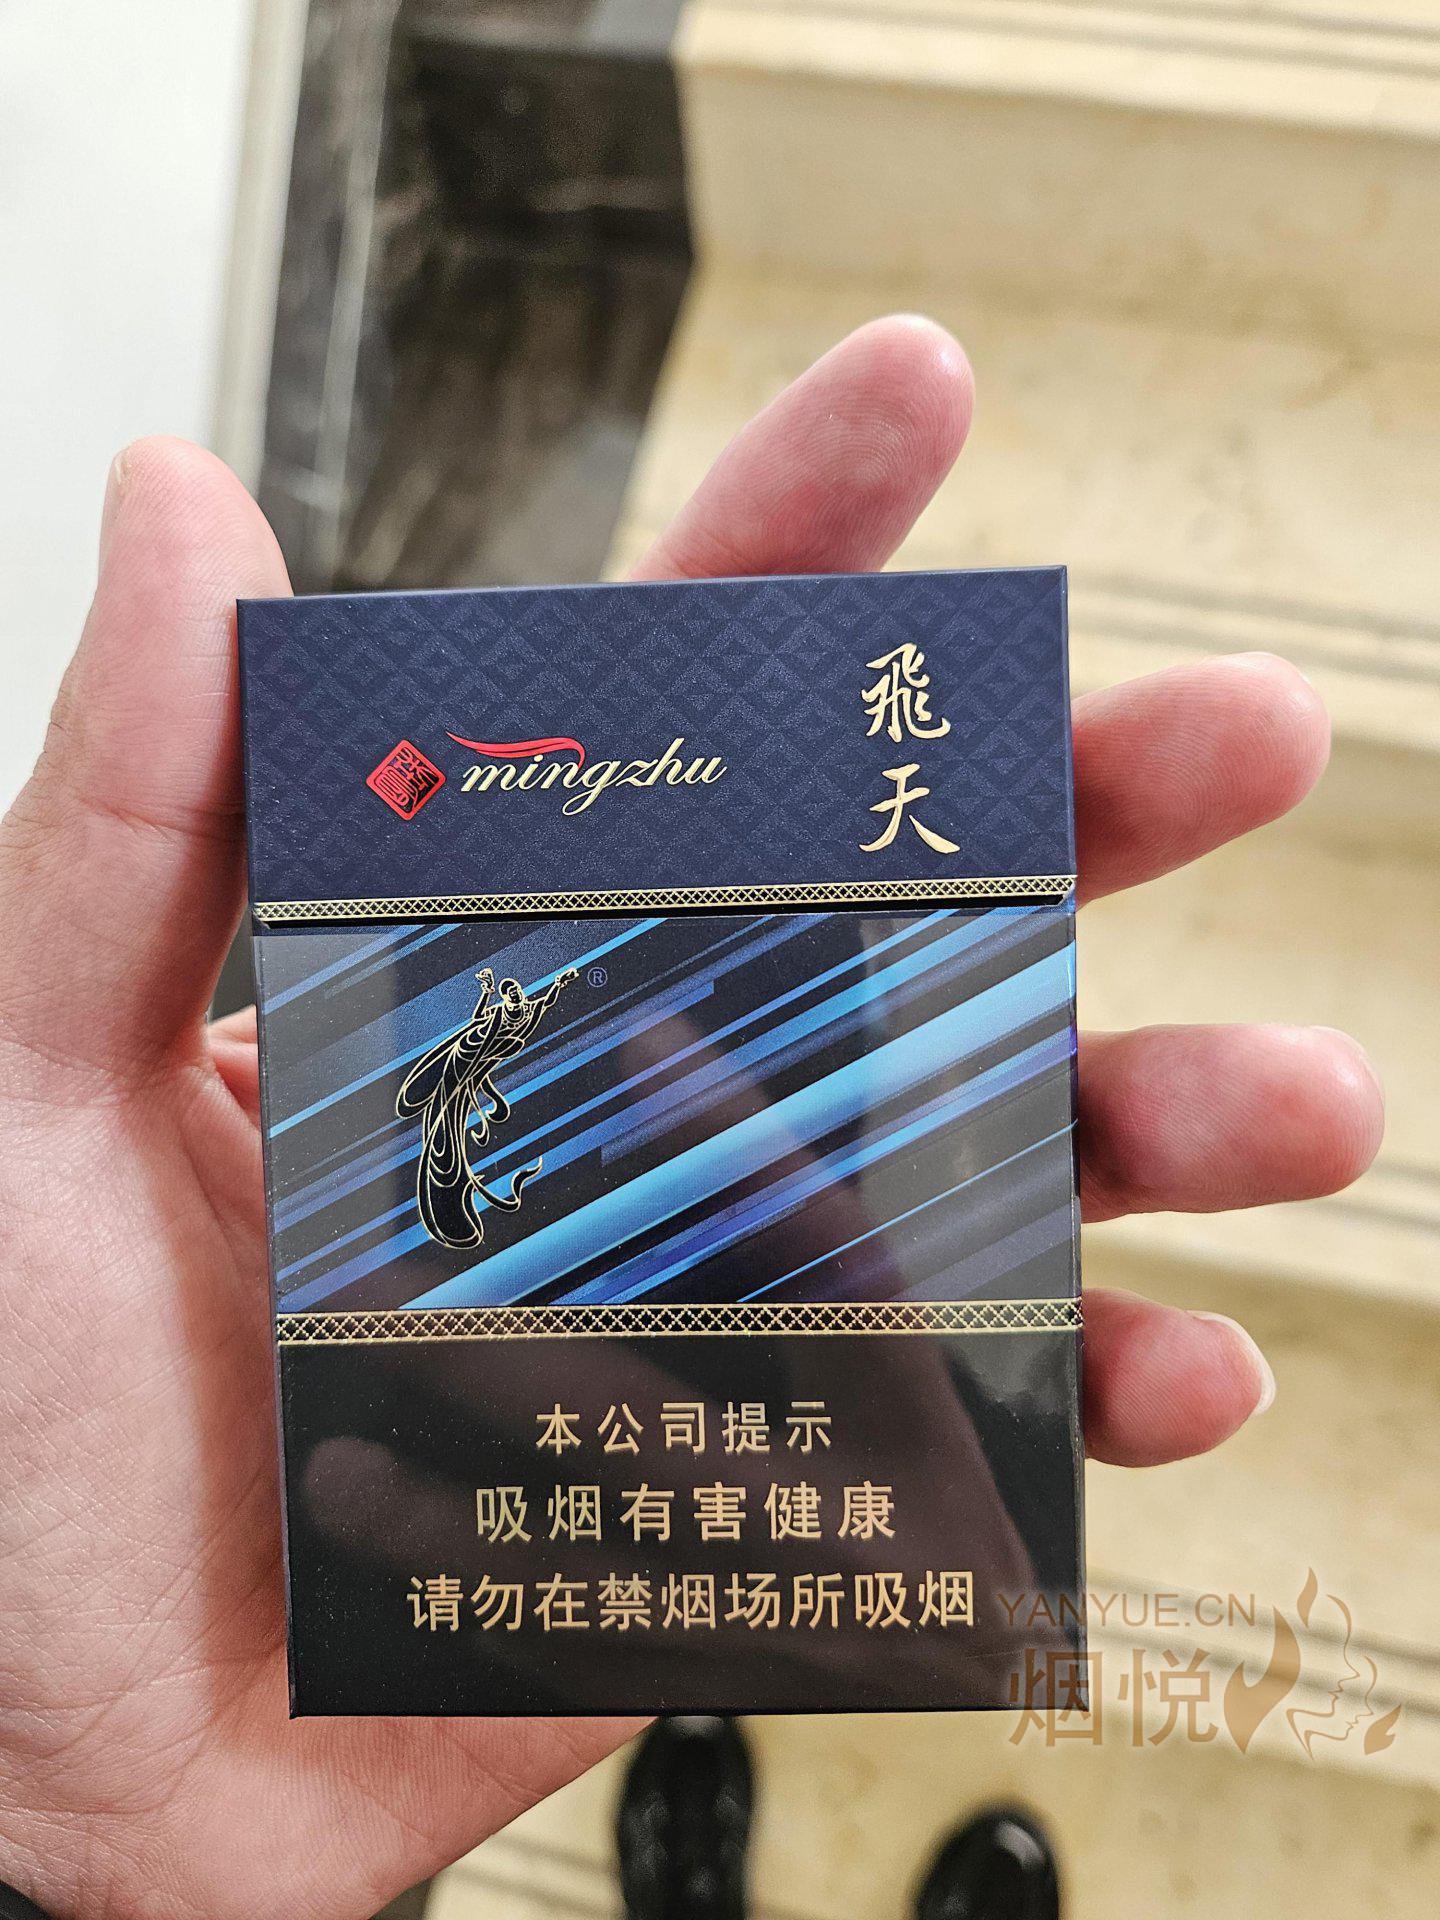 飛天
mingzhu
®
本公司提示
吸烟有害健康
请勿在禁烟场所吸烟
YANYUE.CN
烟悦